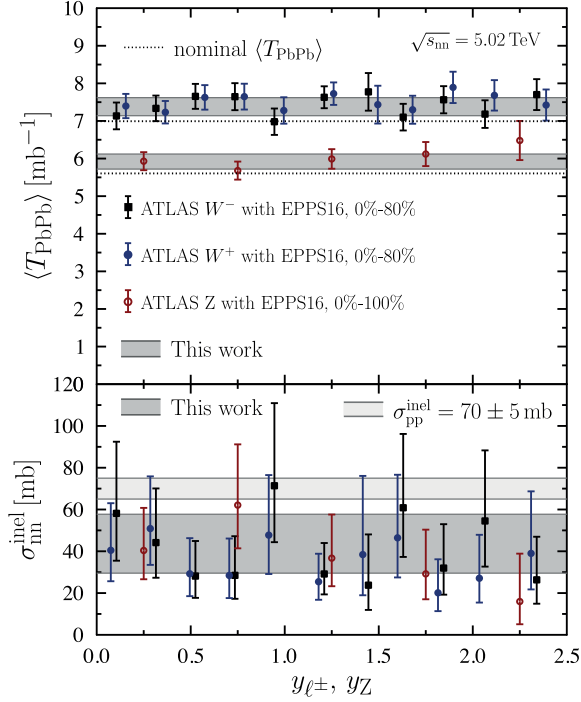 10
9
8
7
6
5
4
3
2
1
⟨T_PbPb⟩ [mb⁻¹]
nominal ⟨T_PbPb⟩
√s_nn = 5.02 TeV
ATLAS W⁻ with EPPS16, 0%-80%
ATLAS W⁺ with EPPS16, 0%-80%
ATLAS Z with EPPS16, 0%-100%
This work
120
100
80
60
40
20
0
σ_nn^inel [mb]
This work
σ_pp^inel = 70 ± 5 mb
0.0 0.5 1.0 1.5 2.0 2.5
y_ℓ±, y_Z